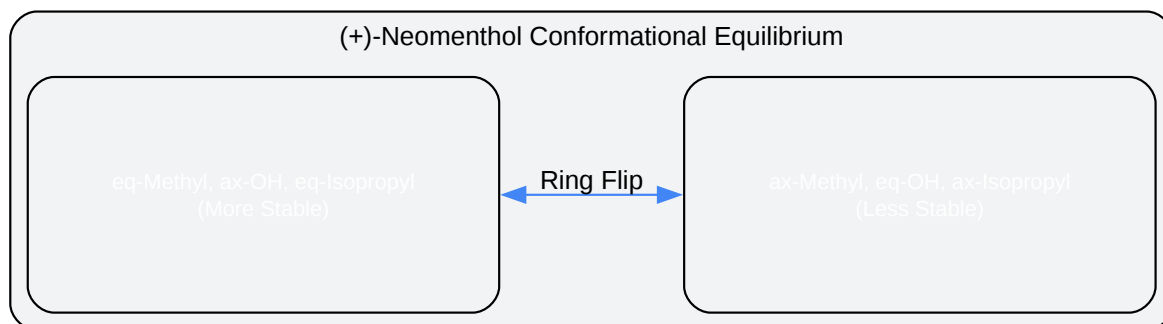 (+)-Neomenthol Conformational Equilibrium
eq-Methyl, ax-OH, eq-Isopropyl
(More Stable)
Ring Flip
ax-Methyl, eq-OH, ax-Isopropyl
(Less Stable)